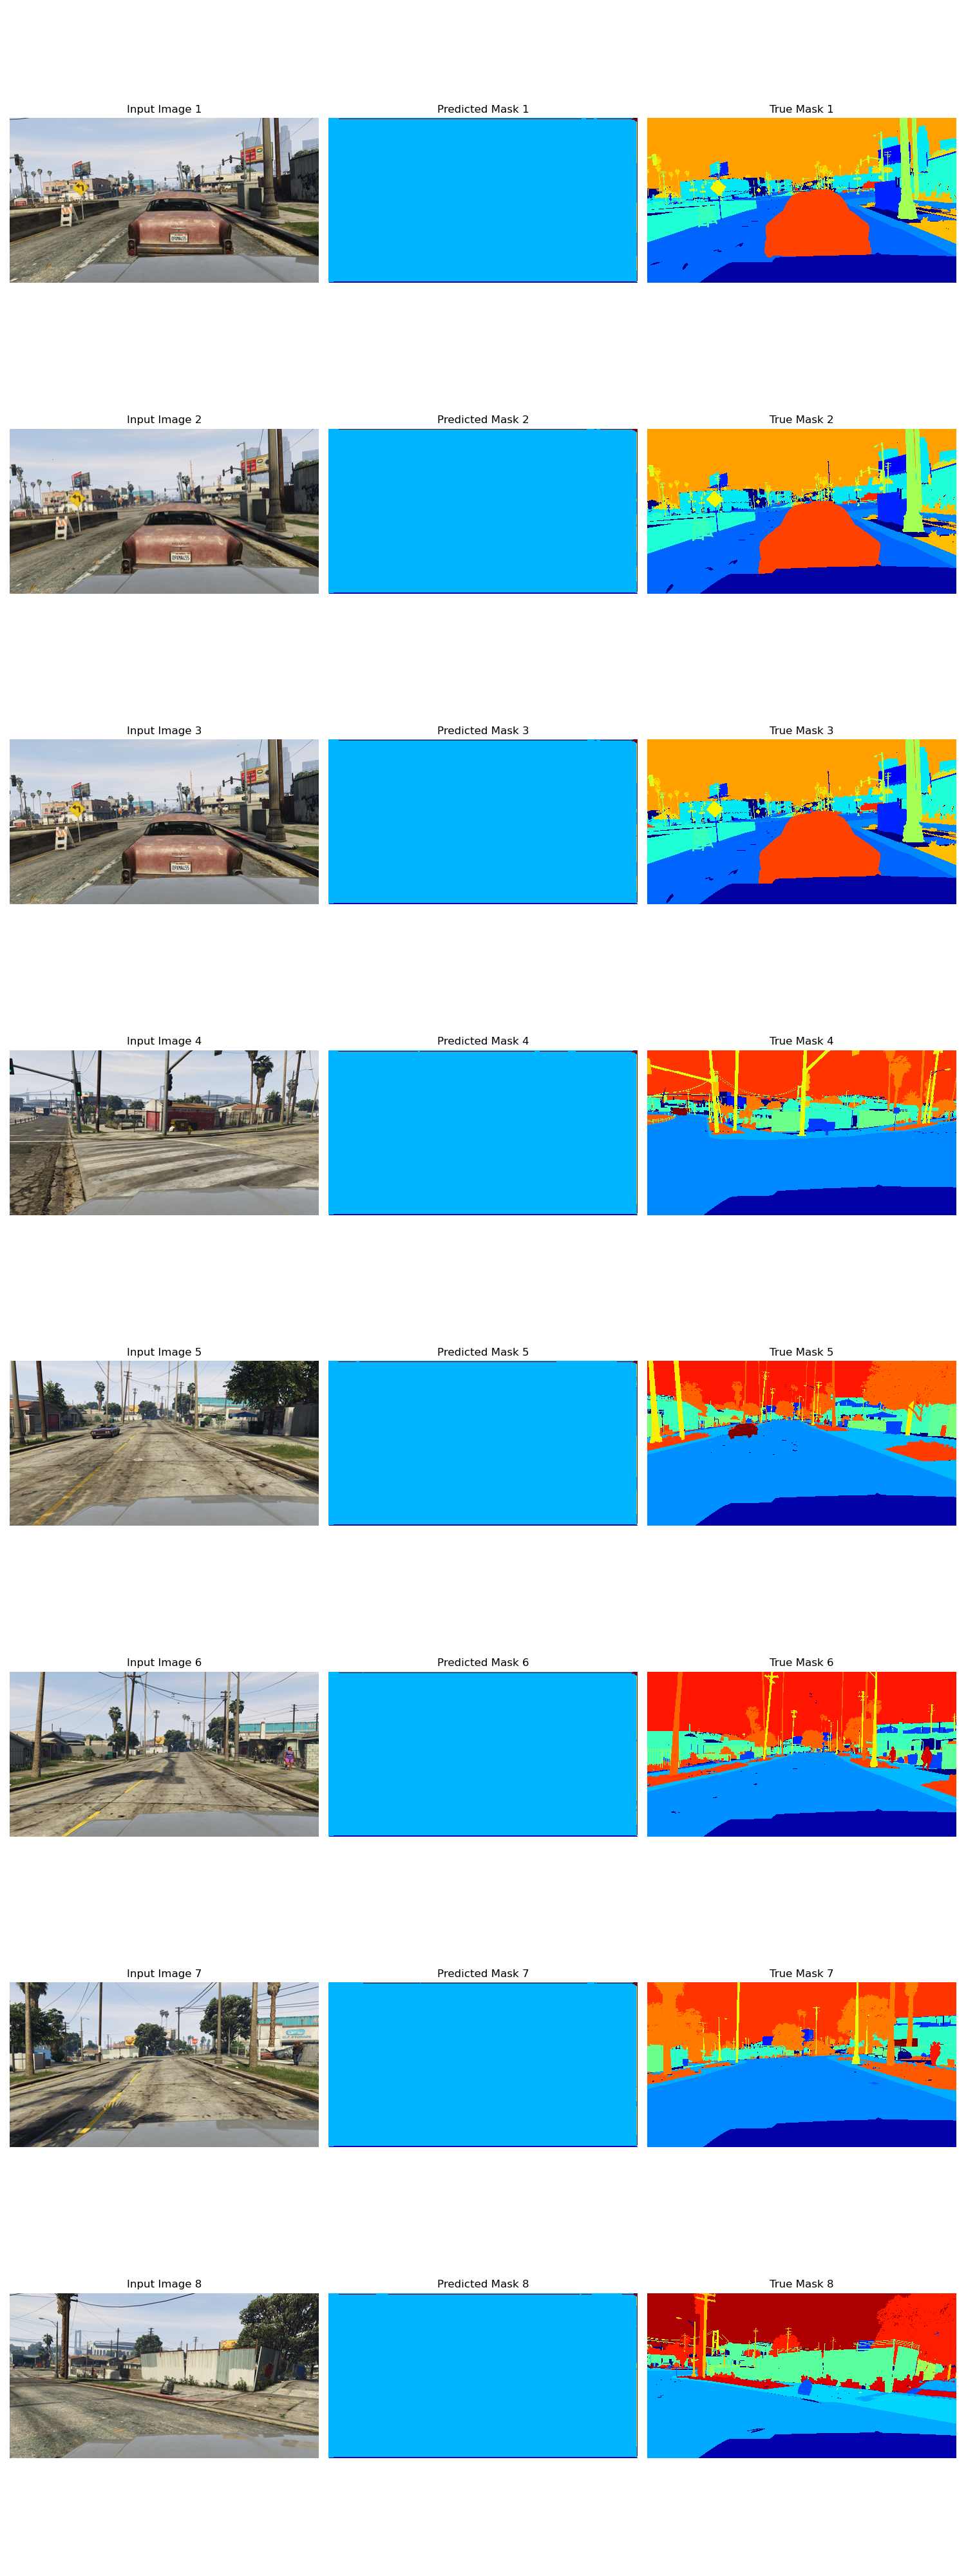 Input Image 1 Predicted Mask 1 True Mask 1
Input Image 2 Predicted Mask 2 True Mask 2
Input Image 3 Predicted Mask 3 True Mask 3
Input Image 4 Predicted Mask 4 True Mask 4
Input Image 5 Predicted Mask 5 True Mask 5
Input Image 6 Predicted Mask 6 True Mask 6
Input Image 7 Predicted Mask 7 True Mask 7
Input Image 8 Predicted Mask 8 True Mask 8